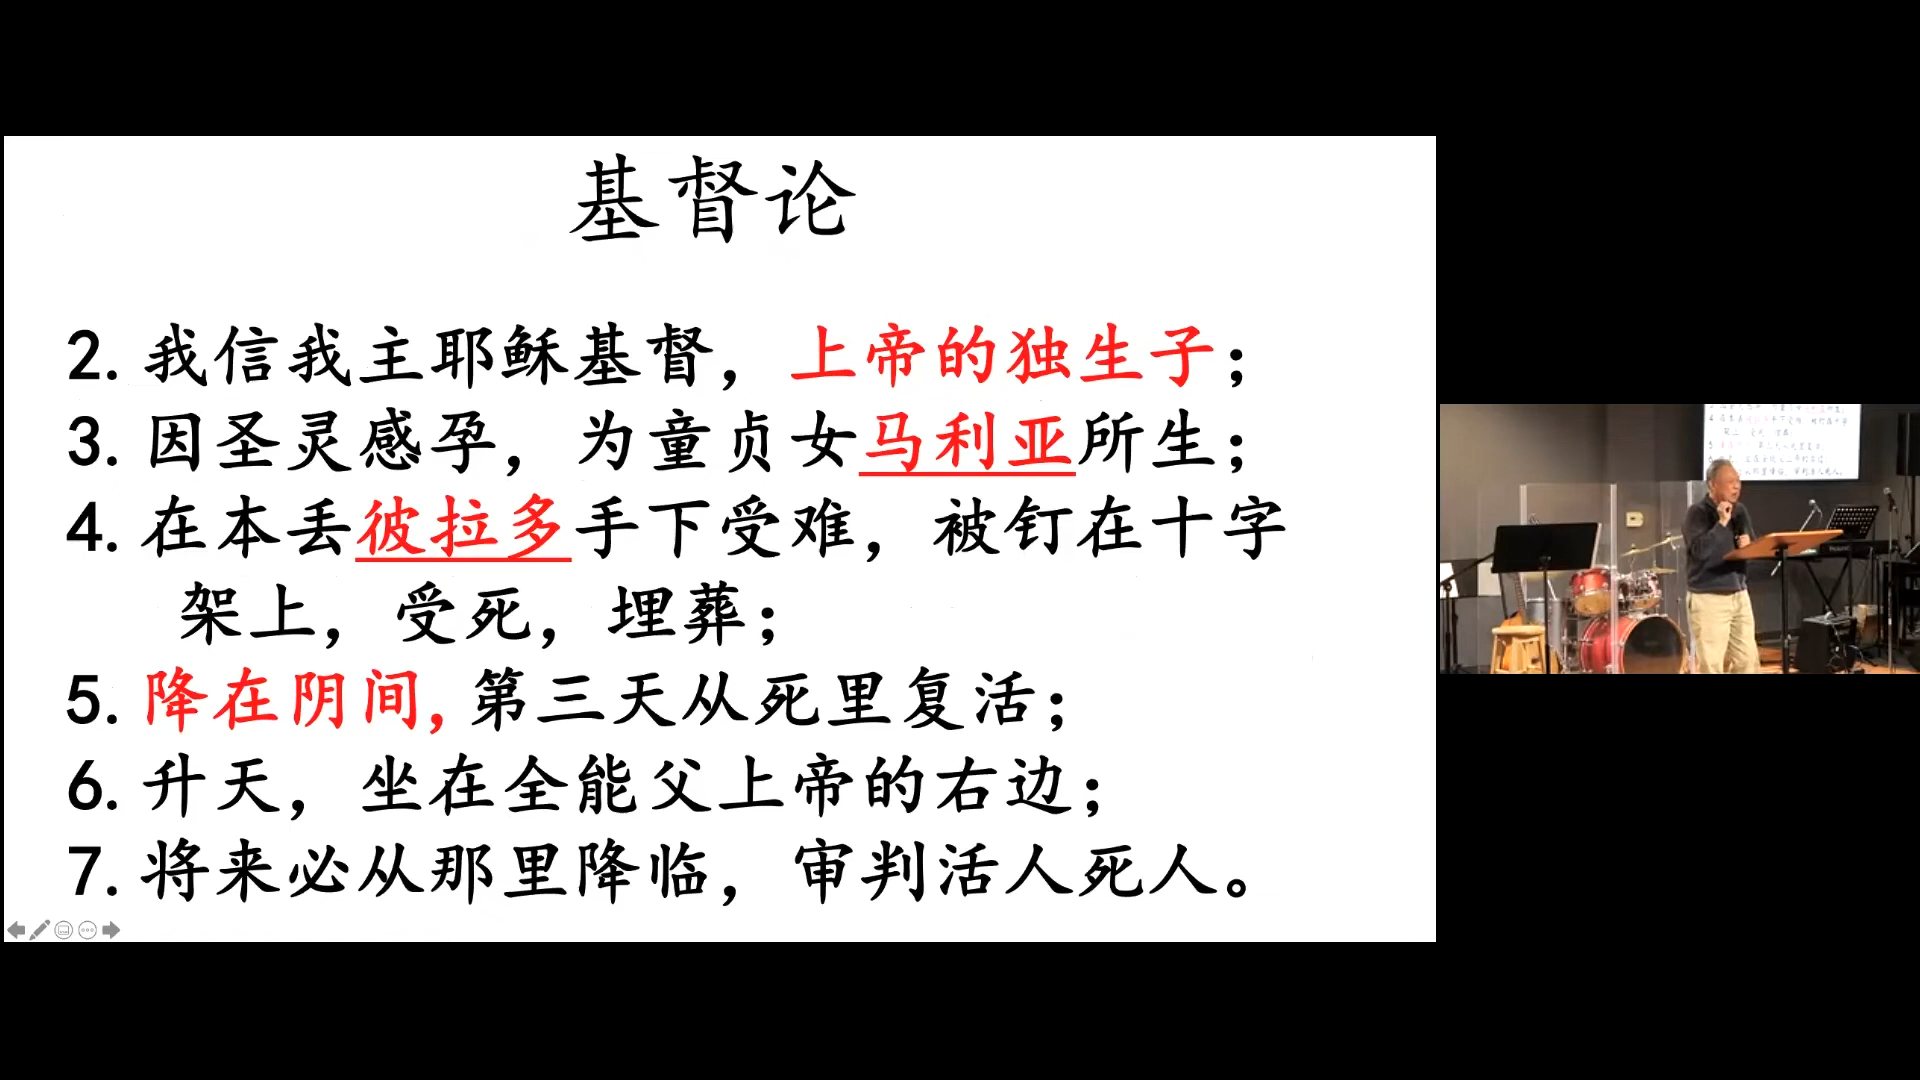 基督论
2. 我信我主耶稣基督，上帝的独生子；
3. 因圣灵感孕，为童贞女马利亚所生；
4. 在本丢彼拉多手下受难，被钉在十字
架上，受死，埋葬；
5. 降在阴间,第三天从死里复活；
6. 升天，坐在全能父上帝的右边；
7. 将来必从那里降临，审判活人死人。